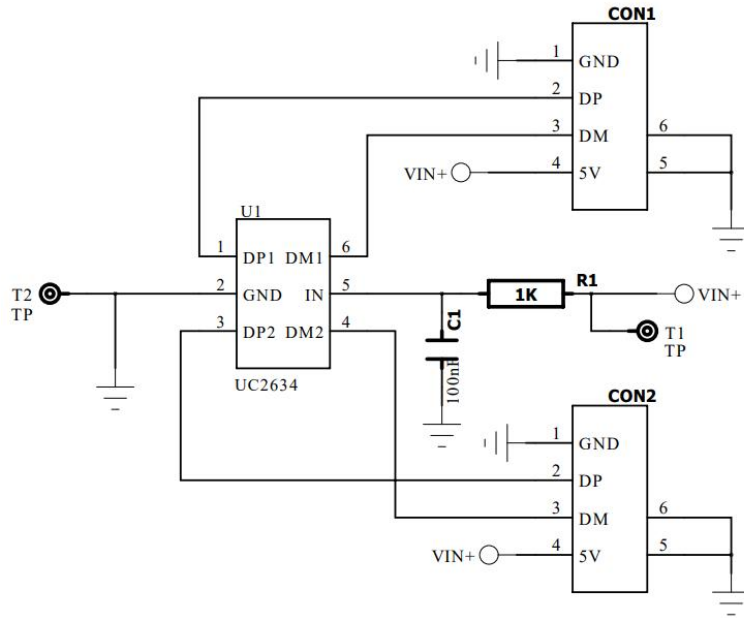 CON1
1 GND
2 DP
3 DM 6
VIN+ 4 5V 5
U1
1 DP1 DM1 6
T2 2 GND IN 5 1K R1 VIN+
TP
3 DP2 DM2 4 C1 T1
TP
UC2634 100nF
CON2
1 GND
2 DP
3 DM 6
VIN+ 4 5V 5